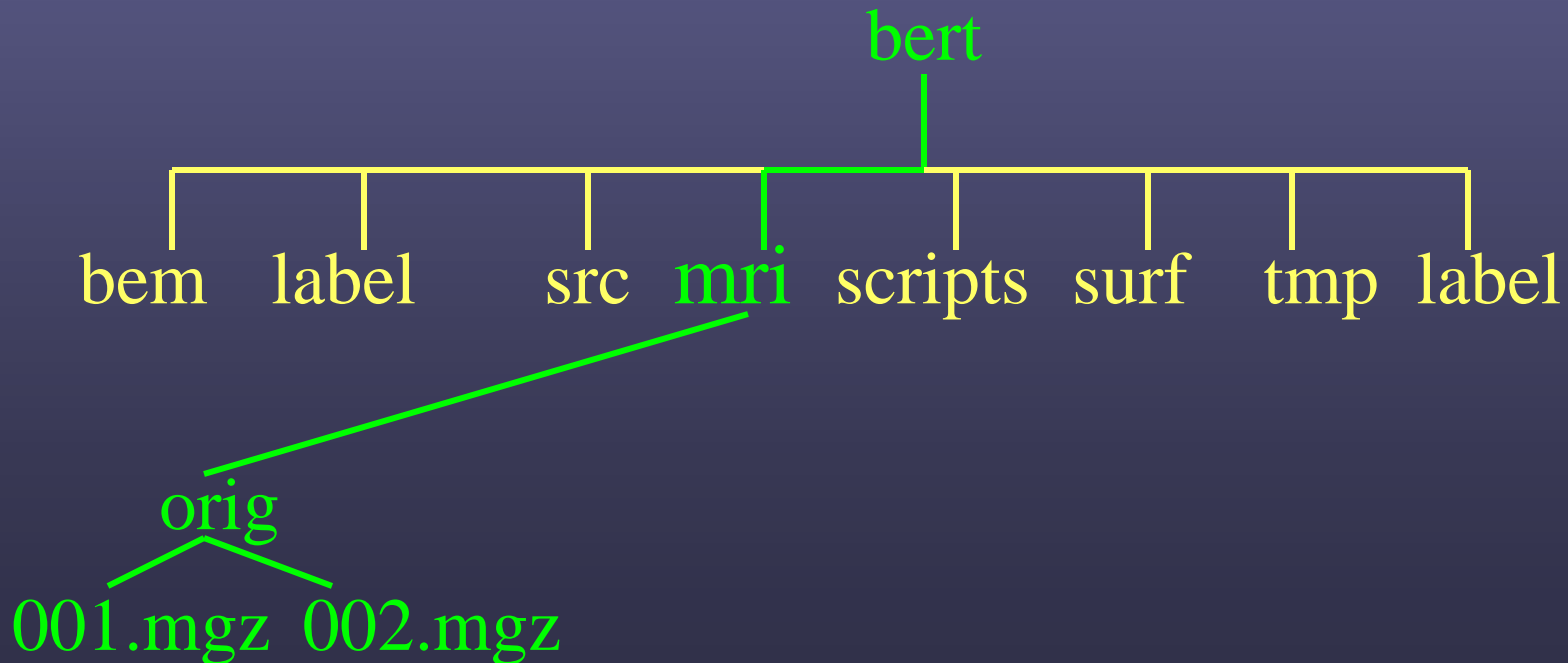 bert
bem label src mri scripts surf tmp label
orig
001.mgz 002.mgz